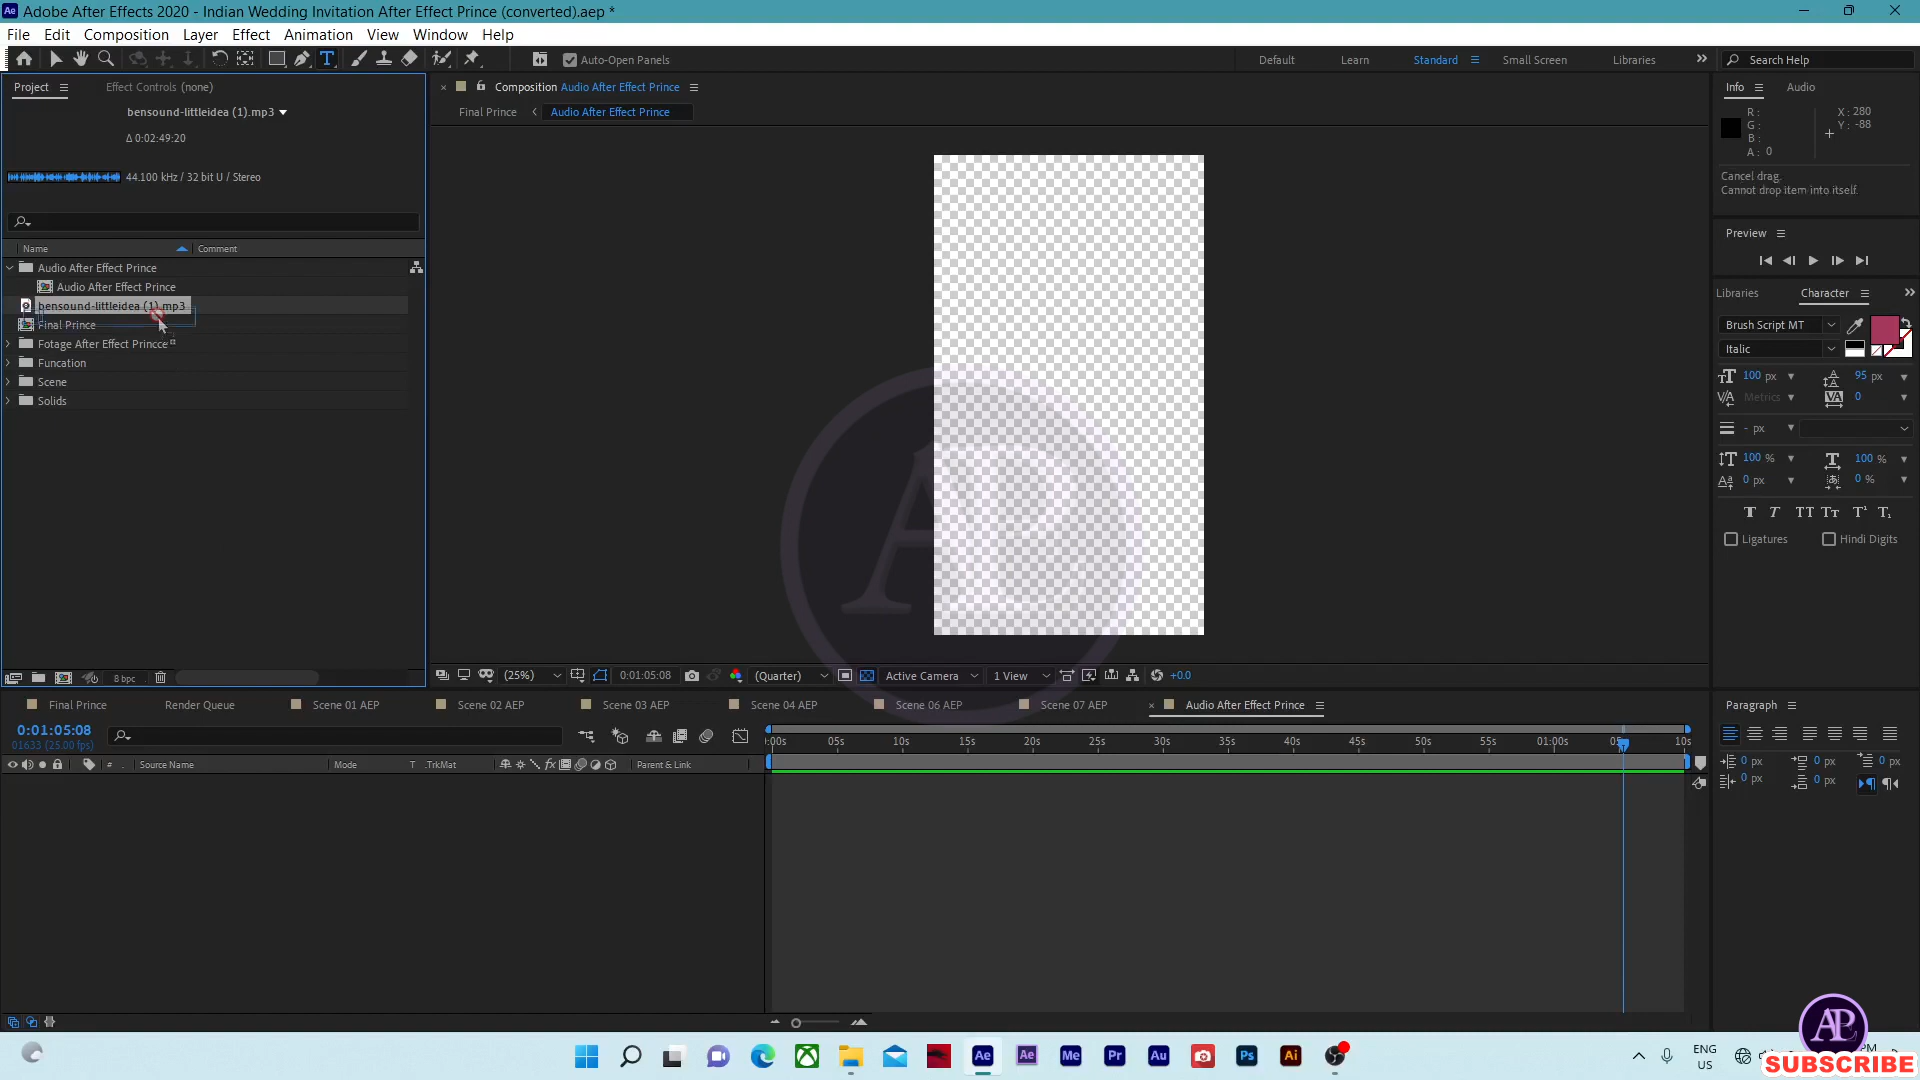 Adobe After Effects 2020 - Indian Wedding Invitation After Effect Prince (converted).aep *
File Edit Composition Layer Effect Animation View Window Help
Auto-Open Panels Default Learn Standard Small Screen Libraries Search Help
Project Effect Controls (none)
bensound-littleidea (1).mp3
Δ 0:02:49:20
44.100 kHz / 32 bit U / Stereo
Name Comment
Audio After Effect Prince
Audio After Effect Prince
bensound-littleidea (1).mp3
Final Prince
Fotage After Effect Princce
Funcation
Scene
Solids
8 bpc
Composition Audio After Effect Prince
Final Prince Audio After Effect Prince
(25%) 0:01:05:08 (Quarter) Active Camera 1 View +0.0
Info Audio
R: X: 280
G: Y: -88
B:
A: 0
Cancel drag.
Cannot drop item into itself.
Preview
Libraries Character
Brush Script MT
Italic
100 px 95 px
Metrics 0
- px
100 % 100 %
0 px 0 %
Ligatures Hindi Digits
Final Prince Render Queue Scene 01 AEP Scene 02 AEP Scene 03 AEP Scene 04 AEP Scene 06 AEP Scene 07 AEP Audio After Effect Prince
0:01:05:08
01633 (25.00 fps)
# Source Name Mode T .TrkMat Parent & Link
:00s 05s 10s 15s 20s 25s 30s 35s 40s 45s 50s 55s 01:00s 10s
Paragraph
0 px 0 px 0 px
0 px 0 px
ENG
US
AP
SUBSCRIBE